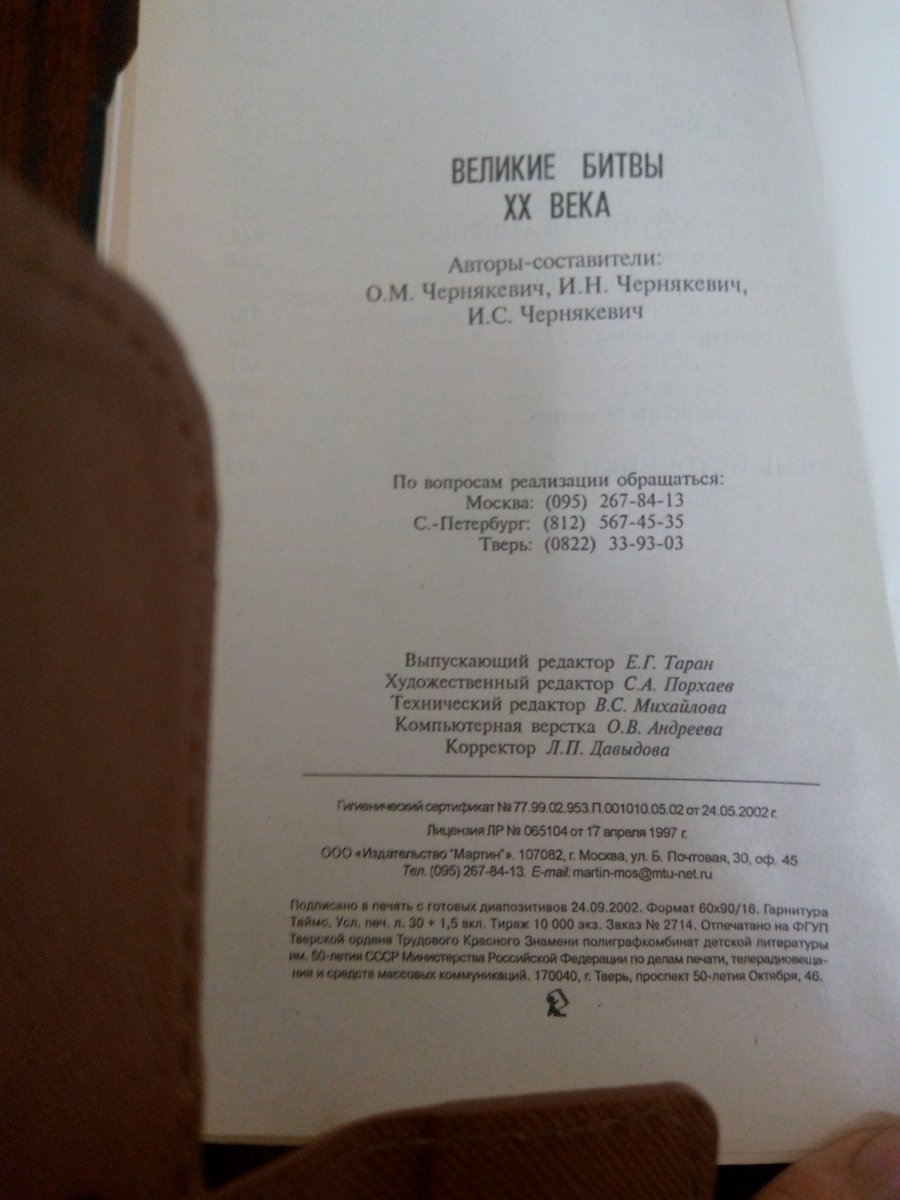 ВЕЛИКИЕ БИТВЫ
XX ВЕКА
Авторы-составители:
О.М. Чернякевич, И.Н. Чернякевич,
И.С. Чернякевич
По вопросам реализации обращаться:
Москва: (095) 267-84-13
С.-Петербург: (812) 567-45-35
Тверь: (0822) 33-93-03
Выпускающий редактор Е.Г. Таран
Художественный редактор С.А. Порхаев
Технический редактор В.С. Михайлова
Компьютерная верстка О.В. Андреева
Корректор Л.П. Давыдова
Гигиенический сертификат № 77.99.02.953.П.001010.05.02 от 24.05.2002 г.
Лицензия ЛР № 065104 от 17 апреля 1997 г.
ООО «Издательство "Мартин"». 107082, г. Москва, ул. Б. Почтовая, 30, оф. 45
Тел. (095) 267-84-13. E-mail: martin-mos@mtu-net.ru
Подписано в печать с готовых диапозитивов 24.09.2002. Формат 60х90/16. Гарнитура
Таймс. Усл. печ. л. 30 + 1,5 вкл. Тираж 10 000 экз. Заказ № 2714. Отпечатано на ФГУП
Тверской ордена Трудового Красного Знамени полиграфкомбинат детской литературы
им. 50-летия СССР Министерства Российской Федерации по делам печати, телерадиовеща-
ния и средств массовых коммуникаций. 170040, г. Тверь, проспект 50-летия Октября, 46.